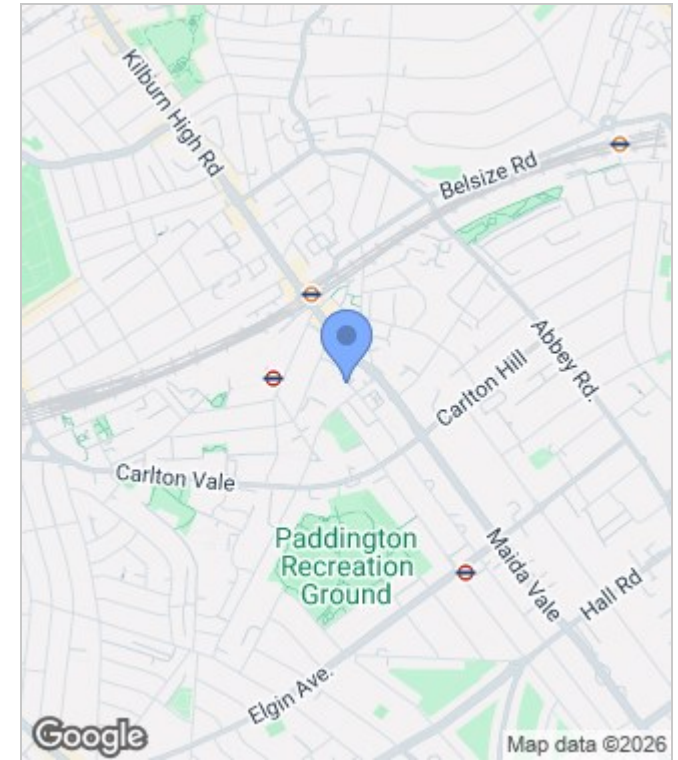 Kilburn High Rd
Belsize Rd
Abbey Rd.
Carlton Hill
Carlton Vale
Paddington
Recreation
Ground
Maida Vale
Hall Rd
Elgin Ave.
Google
Map data ©2026